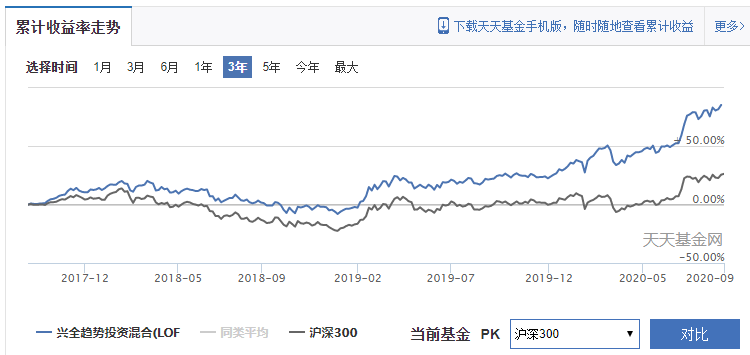 累计收益率走势
下载天天基金手机版，随时随地查看累计收益
更多>
选择时间 1月 3月 6月 1年 3年 5年 今年 最大
50.00%
0.00%
天天基金网
-50.00%
2017-12 2018-05 2018-09 2019-02 2019-07 2019-12 2020-05 2020-09
兴全趋势投资混合(LOF 同类平均 沪深300 当前基金 PK 沪深300 对比